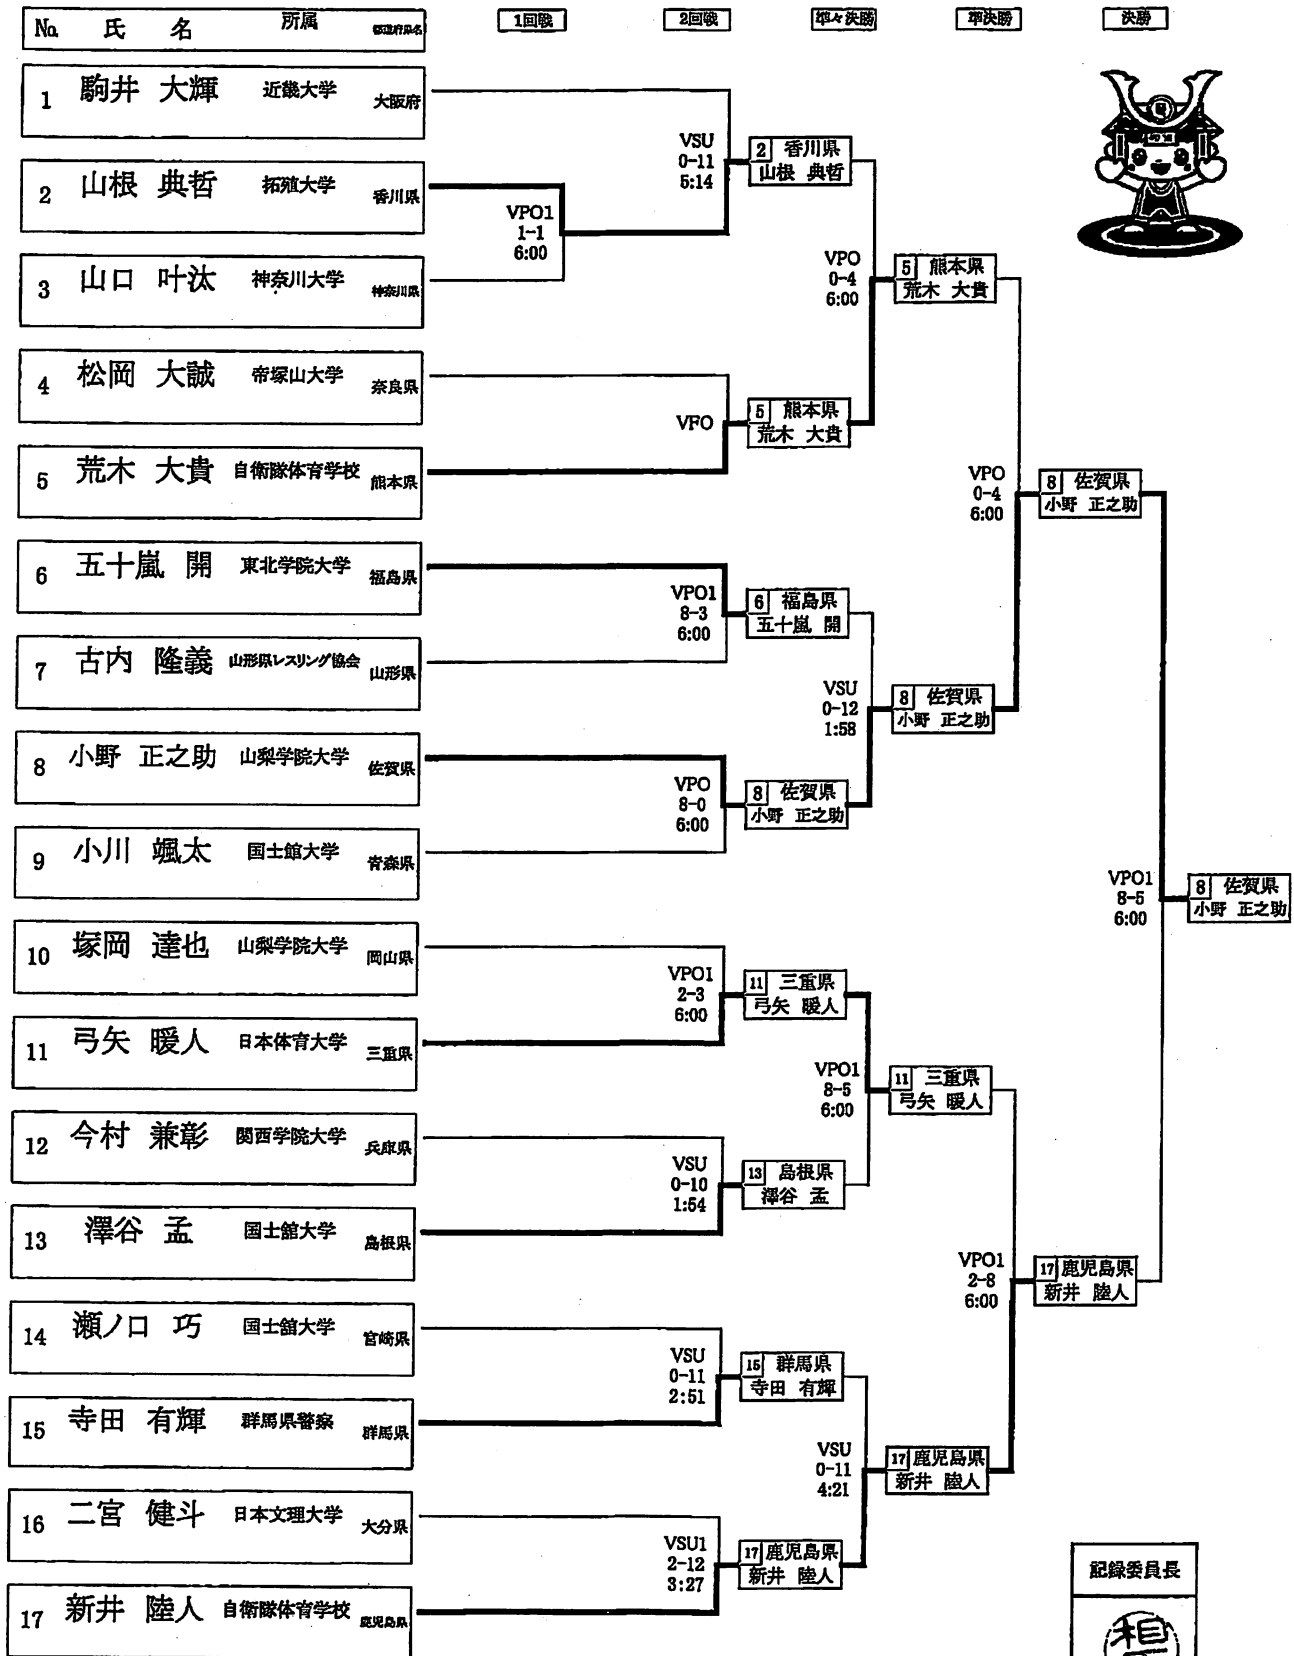 No. 氏 名 所属 都道府県名 1回戦 2回戦 準々決勝 準決勝 決勝
1 駒井 大輝 近畿大学 大阪府
2 山根 典哲 拓殖大学 香川県
3 山口 叶汰 神奈川大学 神奈川県
4 松岡 大誠 帝塚山大学 奈良県
5 荒木 大貴 自衛隊体育学校 熊本県
6 五十嵐 開 東北学院大学 福島県
7 古内 隆義 山形県レスリング協会 山形県
8 小野 正之助 山梨学院大学 佐賀県
9 小川 颯太 国士舘大学 青森県
10 塚岡 達也 山梨学院大学 岡山県
11 弓矢 暖人 日本体育大学 三重県
12 今村 兼彰 関西学院大学 兵庫県
13 澤谷 孟 国士舘大学 島根県
14 瀬ノ口 巧 国士舘大学 宮崎県
15 寺田 有輝 群馬県警察 群馬県
16 二宮 健斗 日本文理大学 大分県
17 新井 陸人 自衛隊体育学校 鹿児島県
VPO1
1-1
6:00
VSU
0-11
5:14
VFO
VPO1
8-3
6:00
VPO
8-0
6:00
VPO1
2-3
6:00
VSU
0-10
1:54
VSU
0-11
2:51
VSU1
2-12
3:27
2 香川県
山根 典哲
5 熊本県
荒木 大貴
6 福島県
五十嵐 開
8 佐賀県
小野 正之助
11 三重県
弓矢 暖人
13 島根県
澤谷 孟
15 群馬県
寺田 有輝
17 鹿児島県
新井 陸人
VPO
0-4
6:00
VSU
0-12
1:58
VPO1
8-5
6:00
VSU
0-11
4:21
5 熊本県
荒木 大貴
8 佐賀県
小野 正之助
11 三重県
弓矢 暖人
17 鹿児島県
新井 陸人
VPO
0-4
6:00
VPO1
2-8
6:00
8 佐賀県
小野 正之助
17 鹿児島県
新井 陸人
VPO1
8-5
6:00
8 佐賀県
小野 正之助
記録委員長